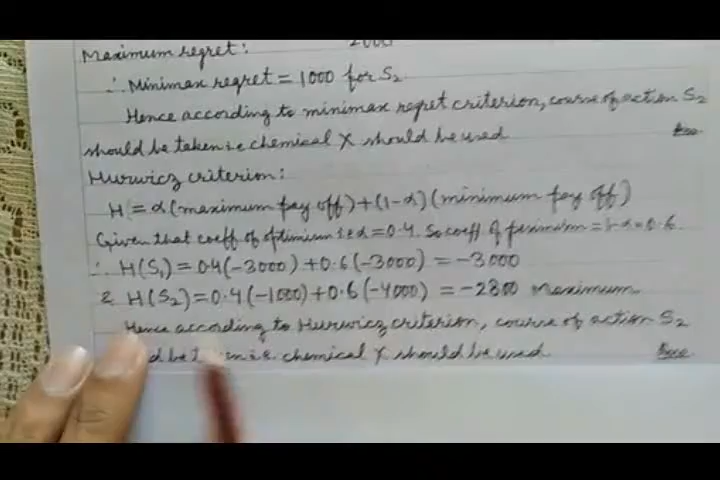 Maximum regret: 2000
∴ Minimax regret = 1000 for S₂
Hence according to minimax regret criterion, course of action S₂
should be taken i.e chemical X should be used Ans
Hurwicz criterion:
H = α(maximum pay off) + (1-α)(minimum pay off)
Given that coeff of optimism i.e α = 0.4. So coeff of pessimism = 1-α = 0.6.
∴ H(S₁) = 0.4(-3000) + 0.6(-3000) = -3000
& H(S₂) = 0.4(-1000) + 0.6(-4000) = -2800 maximum
Hence according to Hurwicz criterion, course of action S₂
be chemical X should be used Ans